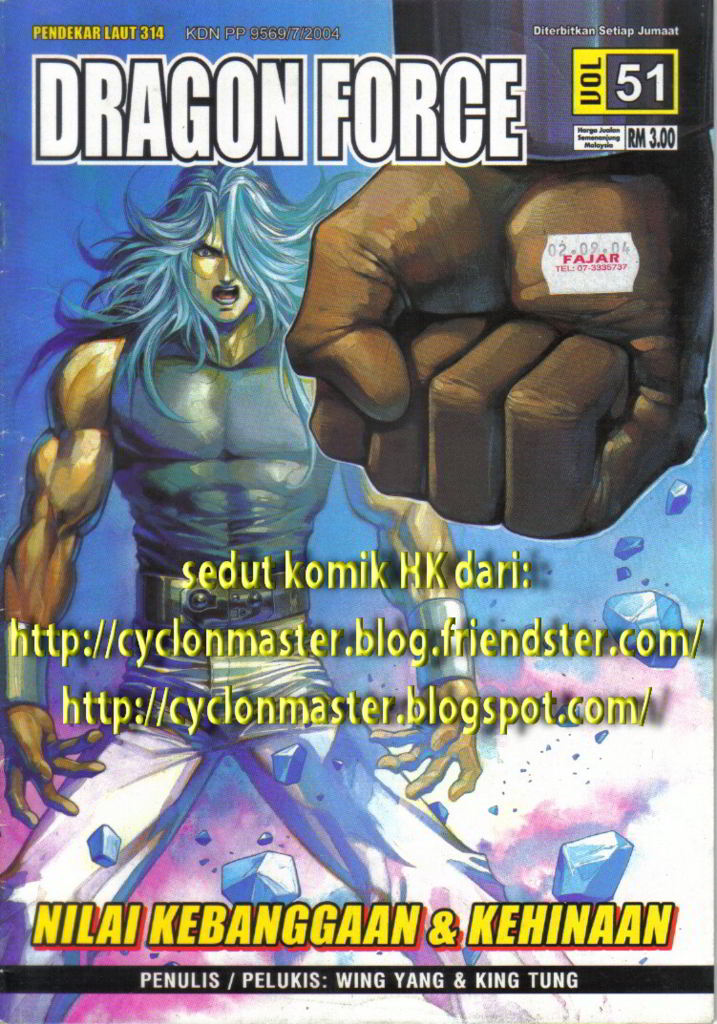 PENDEKAR LAUT 314 KDN PP 9569/7/2004 Diterbitkan Setiap Jumaat
DRAGON FORCE
VOL 51
Harga Jualan
Semenanjung
Malaysia
RM 3.00
02.09.04
FAJAR
TEL: 07-3335737
sedut komik HK dari:
http://cyclonmaster.blog.friendster.com/
http://cyclonmaster.blogspot.com/
NILAI KEBANGGAAN & KEHINAAN
PENULIS / PELUKIS: WING YANG & KING TUNG